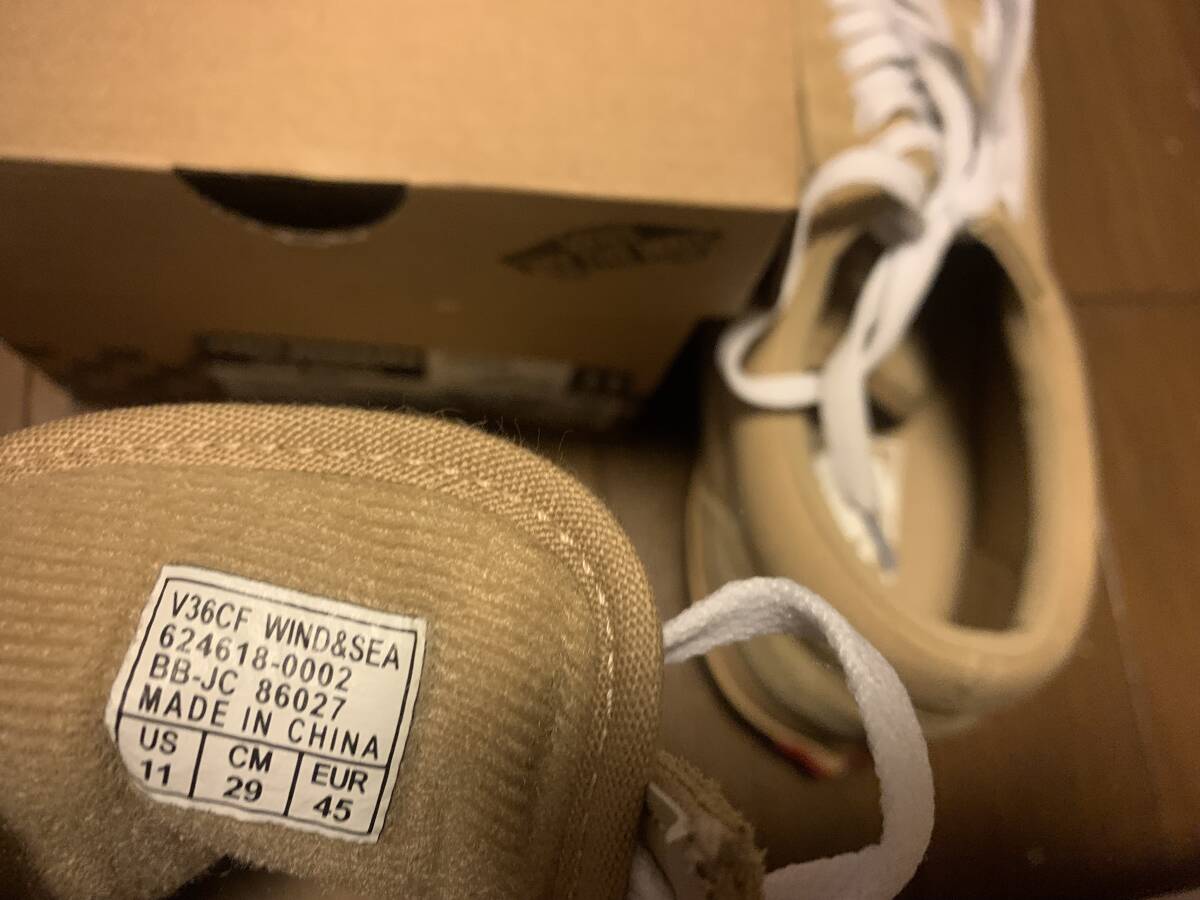 V36CF WIND&SEA
624618-0002
BB-JC 86027
MADE IN CHINA
US CM EUR
11 29 45